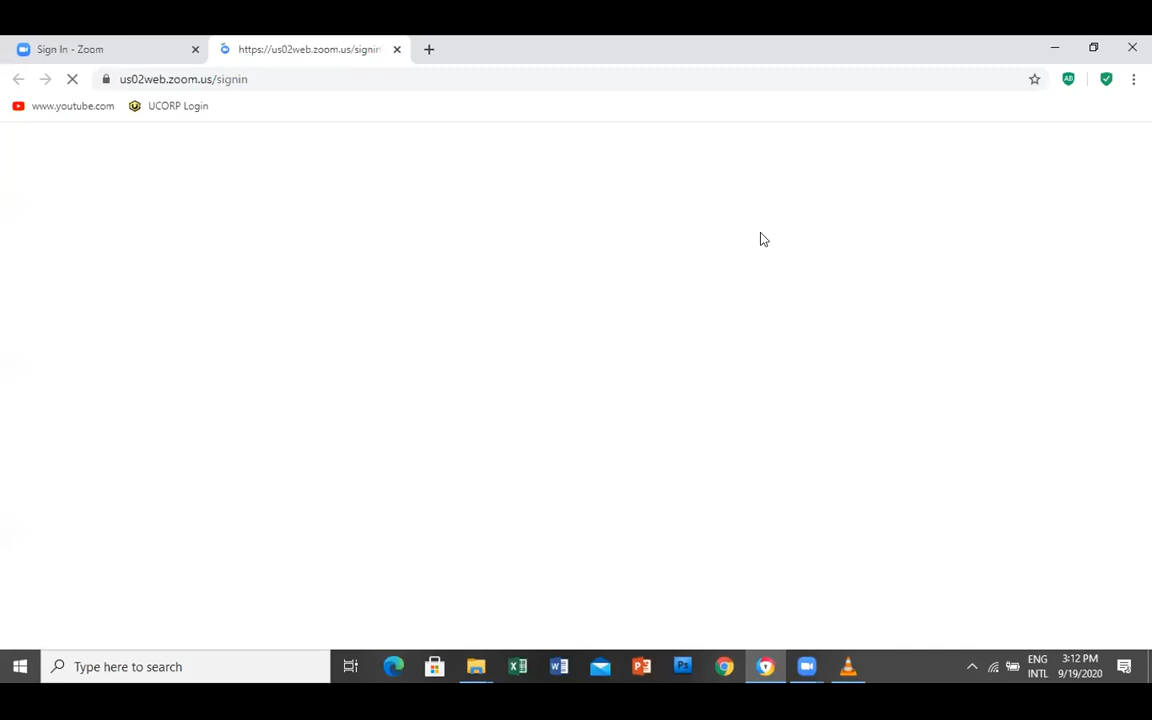 Sign In - Zoom
https://us02web.zoom.us/signin
us02web.zoom.us/signin
www.youtube.com
UCORP Login
Type here to search
ENG
INTL
3:12 PM
9/19/2020